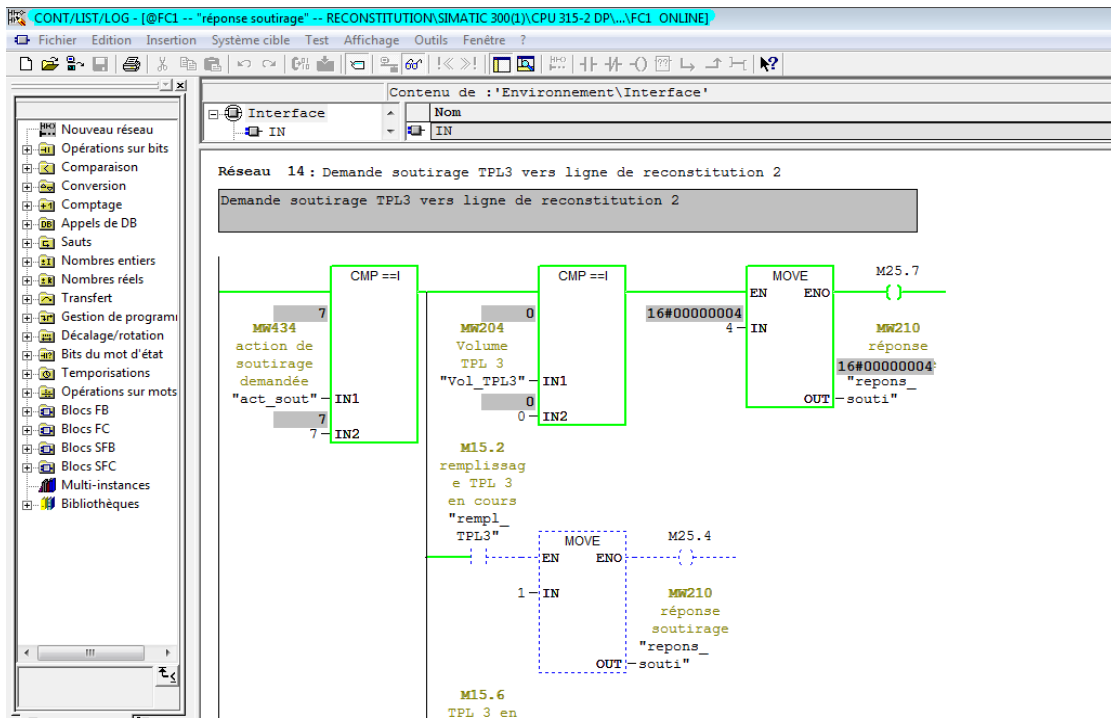 CONT/LIST/LOG - [@FC1 -- "réponse soutirage" -- RECONSTITUTION\SIMATIC 300(1)\CPU 315-2 DP\...\FC1 ONLINE]
Fichier Edition Insertion Système cible Test Affichage Outils Fenêtre ?
Contenu de :'Environnement\Interface'
Interface
IN
Nom
IN
Nouveau réseau
Opérations sur bits
Comparaison
Conversion
Comptage
Appels de DB
Sauts
Nombres entiers
Nombres réels
Transfert
Gestion de programm
Décalage/rotation
Bits du mot d'état
Temporisations
Opérations sur mots
Blocs FB
Blocs FC
Blocs SFB
Blocs SFC
Multi-instances
Bibliothèques
Réseau 14 : Demande soutirage TPL3 vers ligne de reconstitution 2
Demande soutirage TPL3 vers ligne de reconstitution 2
CMP ==I
7
MW434
action de
soutirage
demandée
"act_sout" IN1
7
7 IN2
CMP ==I
0
MW204
Volume
TPL 3
"Vol_TPL3" IN1
0
0 IN2
MOVE
EN ENO
16#00000004
4 IN
M25.7
( )
MW210
réponse
16#00000004
"repons_
OUT souti"
M15.2
remplissag
e TPL 3
en cours
"rempl_
TPL3"
MOVE
EN ENO
M25.4
( )
1 IN
MW210
réponse
soutirage
"repons_
OUT souti"
M15.6
TPL 3 en